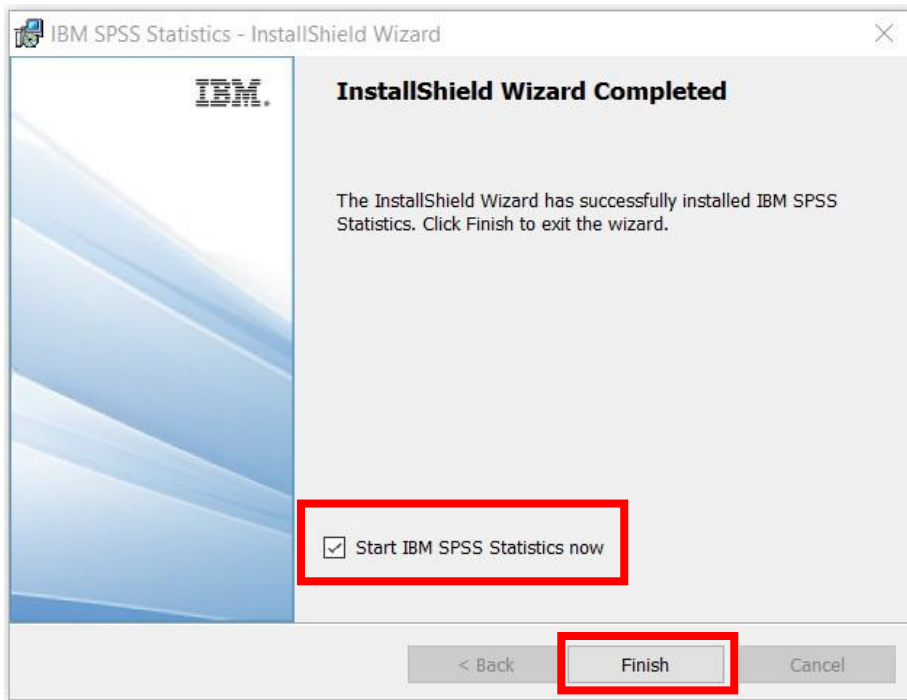 IBM SPSS Statistics - InstallShield Wizard
IBM.
InstallShield Wizard Completed
The InstallShield Wizard has successfully installed IBM SPSS
Statistics. Click Finish to exit the wizard.
Start IBM SPSS Statistics now
< Back Finish Cancel